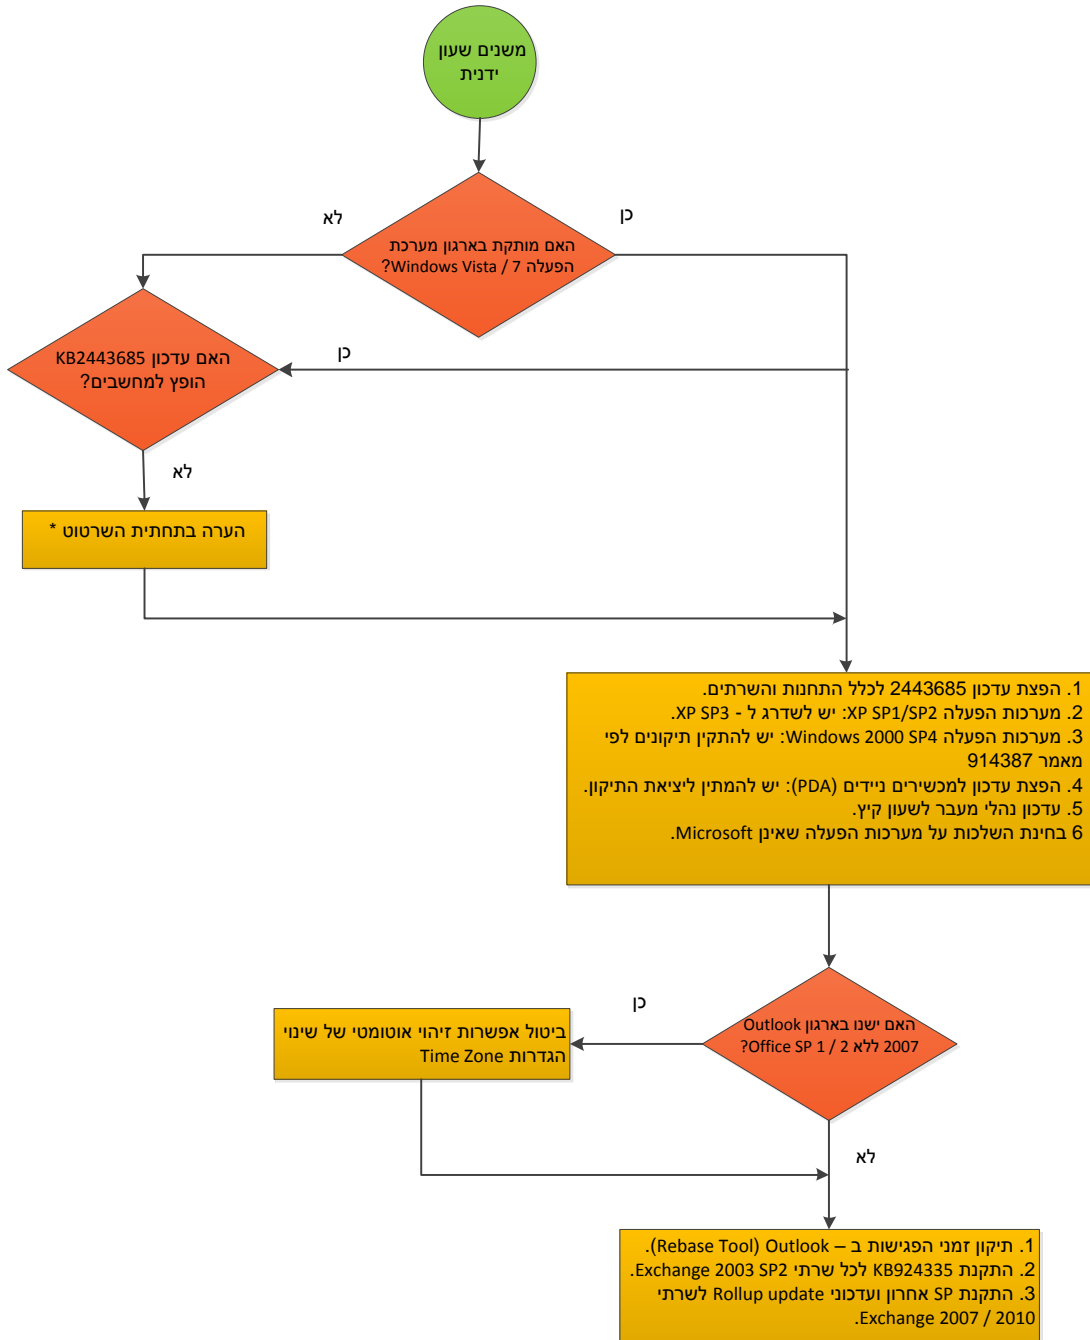 משנים שעון
ידנית
האם מותקת בארגון מערכת
הפעלה Windows Vista / 7?
כן
לא
האם עדכון KB2443685
הופץ למחשבים?
כן
לא
הערה בתחתית השרטוט *
1. הפצת עדכון 2443685 לכלל התחנות והשרתים.
2. מערכות הפעלה XP SP1/SP2: יש לשדרג ל - XP SP3.
3. מערכות הפעלה Windows 2000 SP4: יש להתקין תיקונים לפי
מאמר 914387
4. הפצת עדכון למכשירים ניידים (PDA): יש להמתין ליציאת התיקון.
5. עדכון נהלי מעבר לשעון קיץ.
6 בחינת השלכות על מערכות הפעלה שאינן Microsoft.
האם ישנו בארגון Outlook
2007 ללא Office SP 1 / 2?
כן
ביטול אפשרות זיהוי אוטומטי של שינוי
הגדרות Time Zone
לא
1. תיקון זמני הפגישות ב – Outlook (Rebase Tool).
2. התקנת KB924335 לכל שרתי Exchange 2003 SP2.
3. התקנת SP אחרון ועדכוני Rollup update לשרתי
Exchange 2007 / 2010.